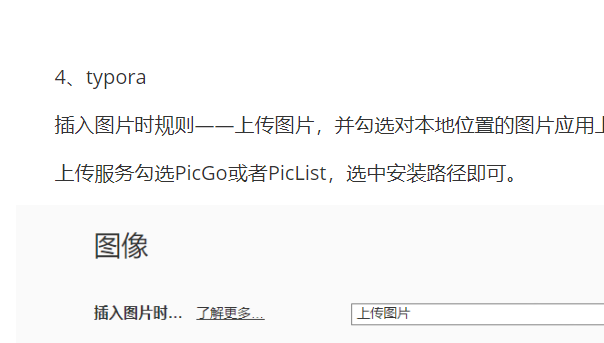 4、typora
插入图片时规则——上传图片，并勾选对本地位置的图片应用
上传服务勾选PicGo或者PicList，选中安装路径即可。
图像
插入图片时... 了解更多... 上传图片